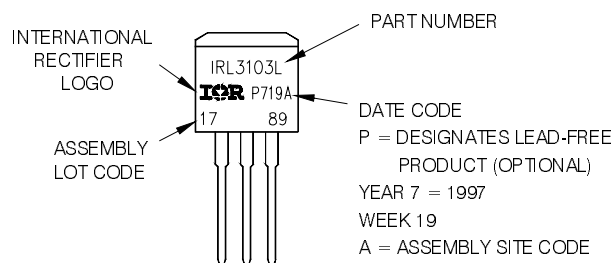 PART NUMBER
INTERNATIONAL
RECTIFIER
LOGO
IRL3103L
IOR P719A
17 89
ASSEMBLY
LOT CODE
DATE CODE
P = DESIGNATES LEAD-FREE
PRODUCT (OPTIONAL)
YEAR 7 = 1997
WEEK 19
A = ASSEMBLY SITE CODE